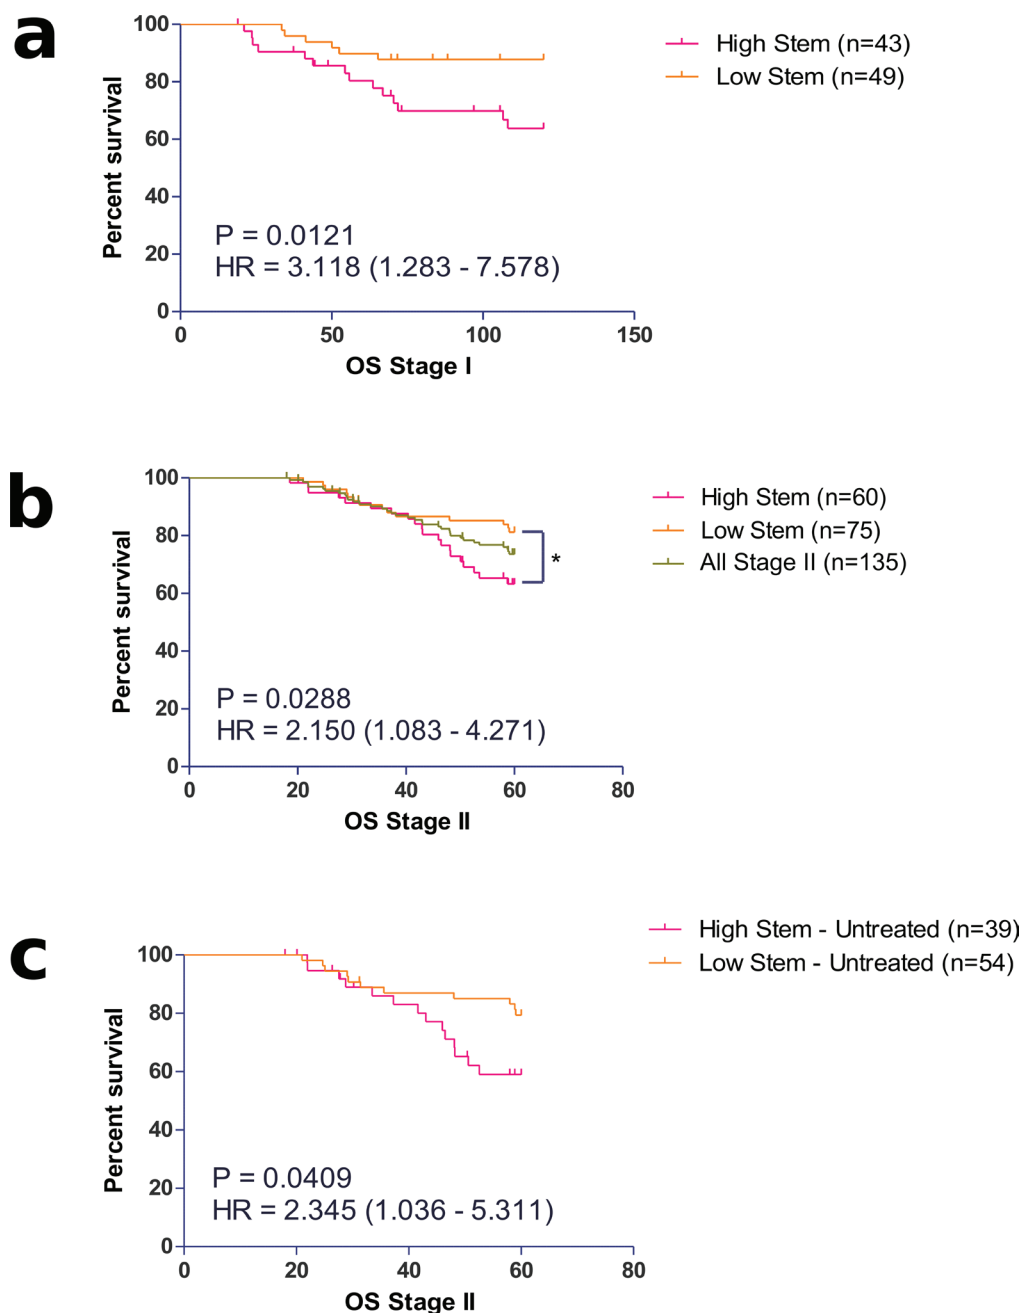 a
100
80
60
40
20
0
Percent survival
0 50 100 150
OS Stage I
P = 0.0121
HR = 3.118 (1.283 - 7.578)
High Stem (n=43)
Low Stem (n=49)
b
100
80
60
40
20
0
Percent survival
0 20 40 60 80
OS Stage II
P = 0.0288
HR = 2.150 (1.083 - 4.271)
*
High Stem (n=60)
Low Stem (n=75)
All Stage II (n=135)
c
100
80
60
40
20
0
Percent survival
0 20 40 60 80
OS Stage II
P = 0.0409
HR = 2.345 (1.036 - 5.311)
High Stem - Untreated (n=39)
Low Stem - Untreated (n=54)